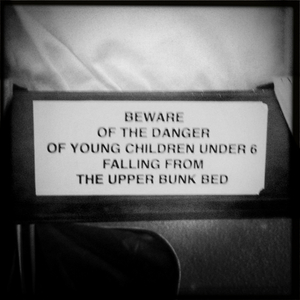 BEWARE
OF THE DANGER
OF YOUNG CHILDREN UNDER 6
FALLING FROM
THE UPPER BUNK BED